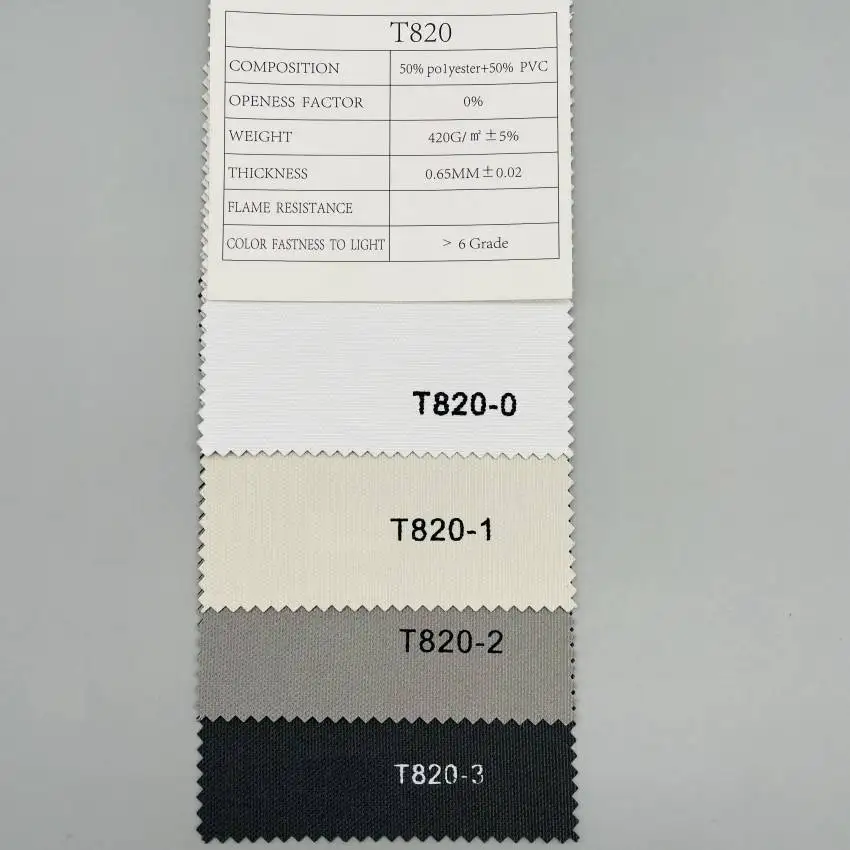 T820
COMPOSITION 50% polyester+50% PVC
OPENESS FACTOR 0%
WEIGHT 420G/㎡±5%
THICKNESS 0.65MM±0.02
FLAME RESISTANCE
COLOR FASTNESS TO LIGHT > 6 Grade
T820-0
T820-1
T820-2
T820-3